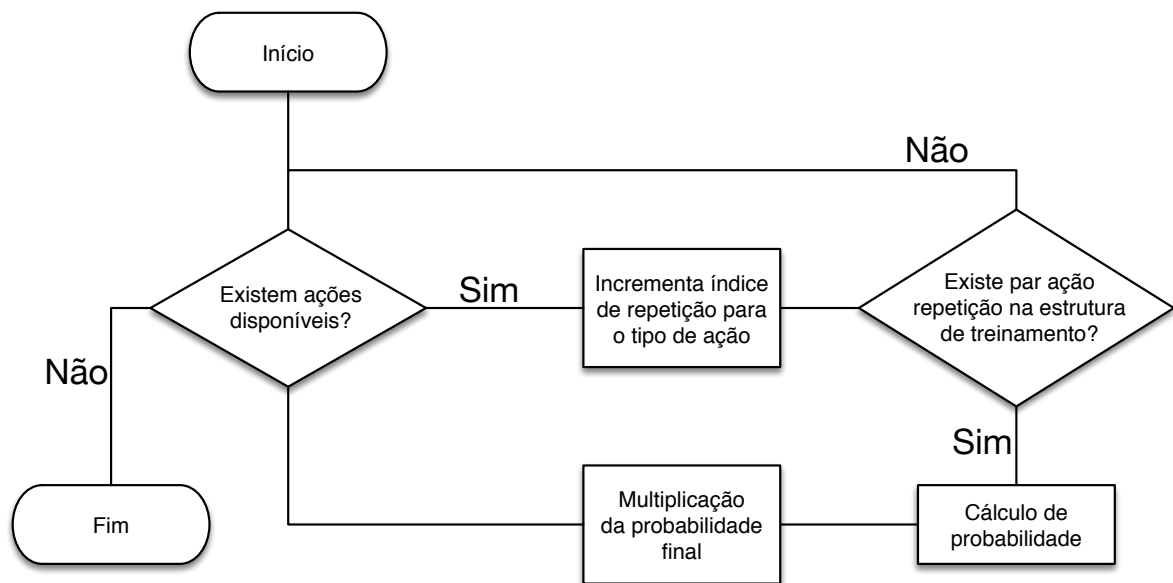 Início
Não
Existem ações
disponíveis?
Sim
Incrementa índice
de repetição para
o tipo de ação
Existe par ação
repetição na estrutura
de treinamento?
Não
Sim
Fim
Multiplicação
da probabilidade
final
Cálculo de
probabilidade